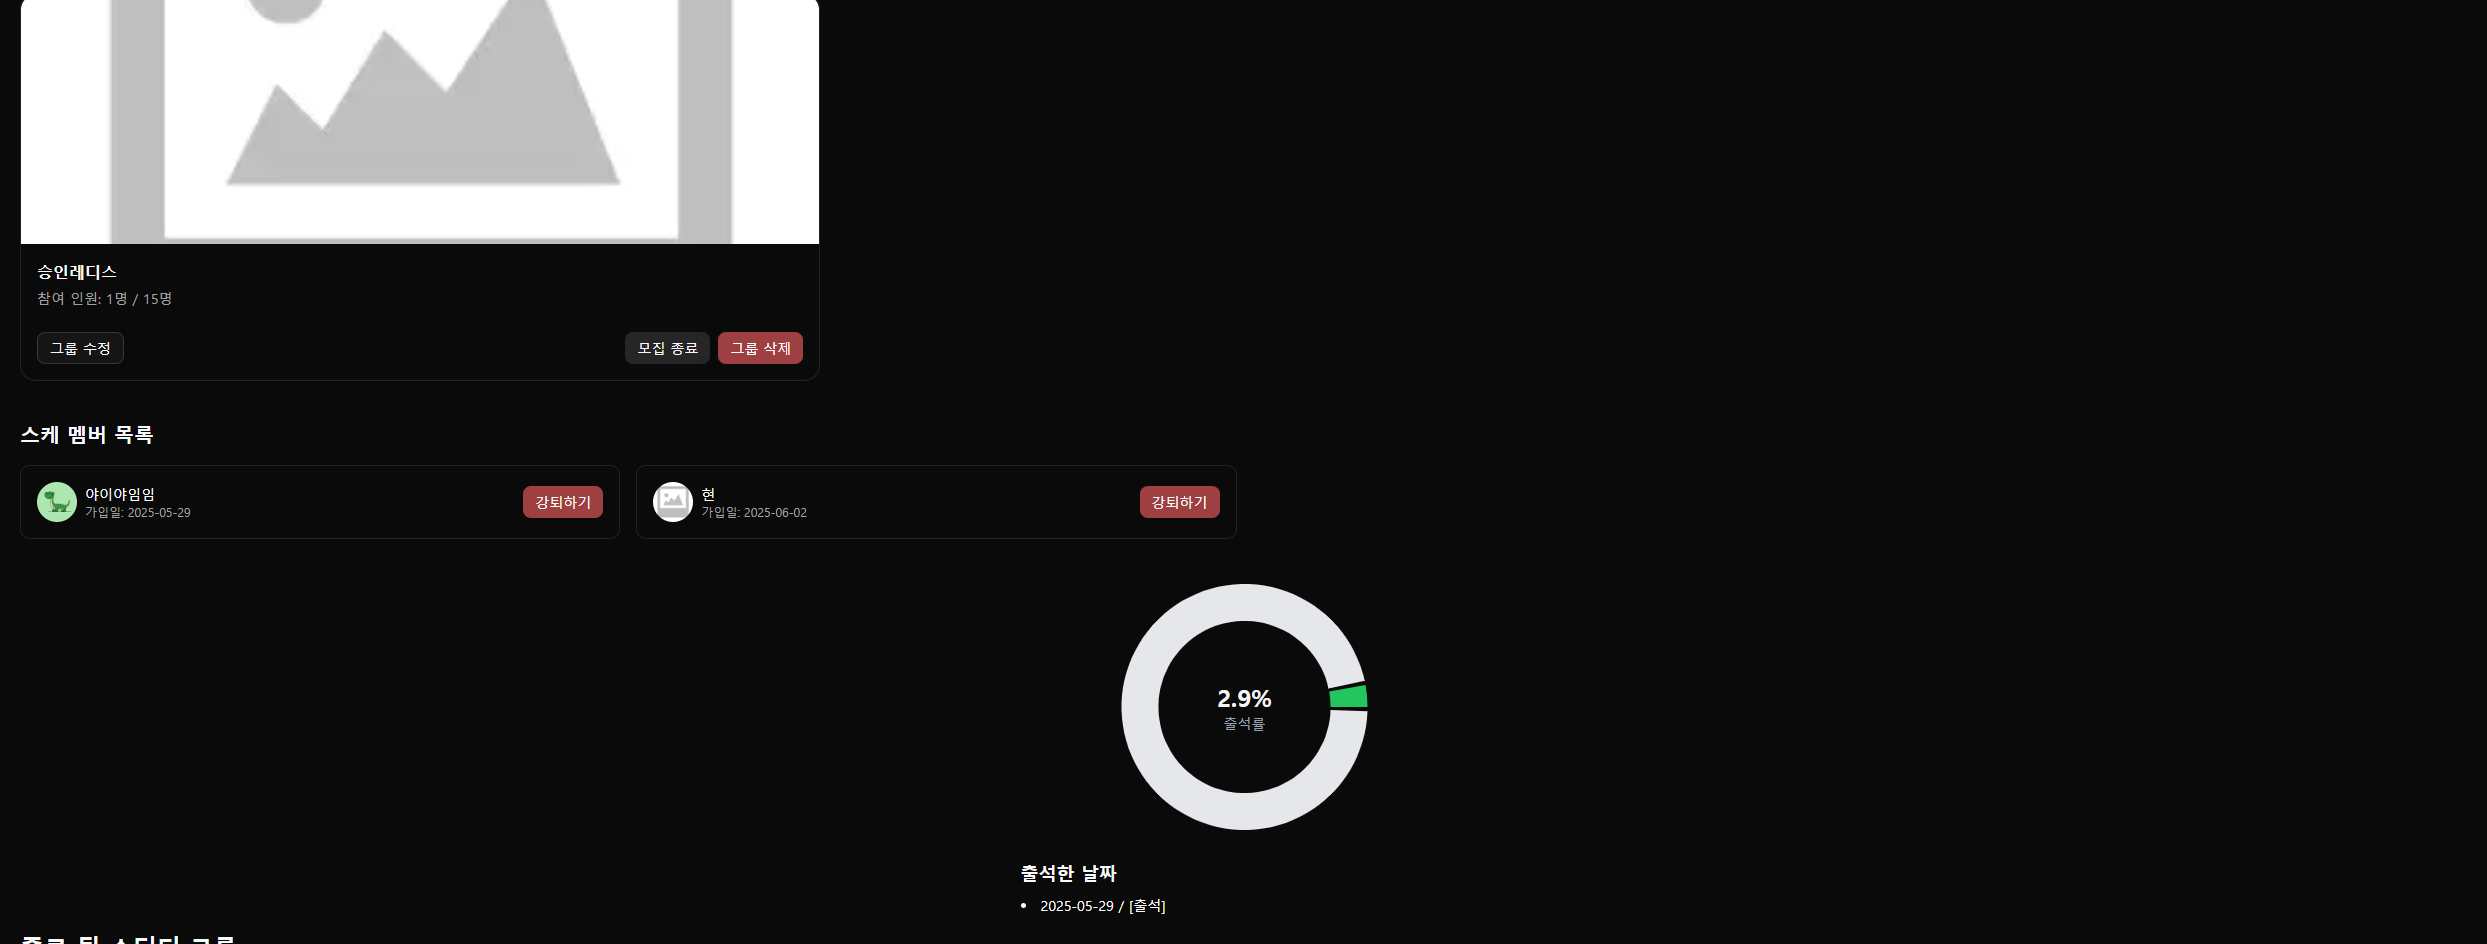 승인레디스
참여 인원: 1명 / 15명
그룹 수정
모집 종료
그룹 삭제
스케 멤버 목록
야이야임임
가입일: 2025-05-29
강퇴하기
현
가입일: 2025-06-02
강퇴하기
2.9%
출석률
출석한 날짜
• 2025-05-29 / [출석]